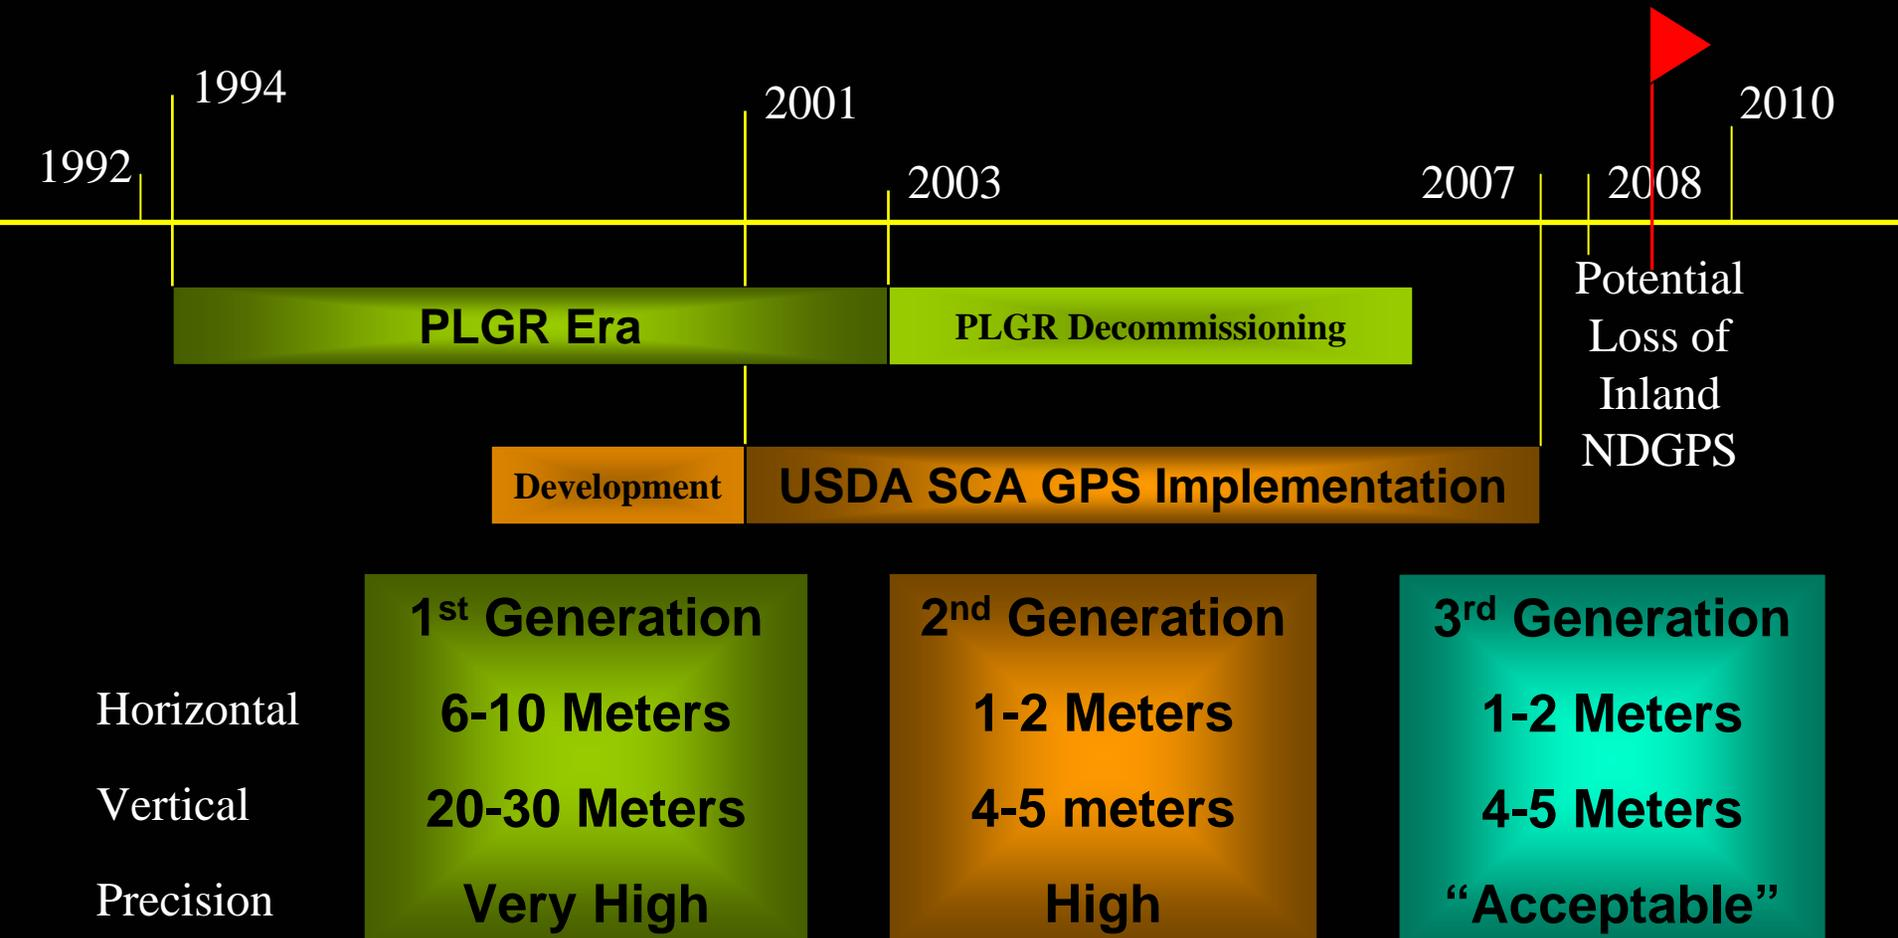 1994
2001
2010
1992
2003
2007
2008
Potential
Loss of
Inland
NDGPS
PLGR Era
PLGR Decommissioning
Development
USDA SCA GPS Implementation
1st Generation
2nd Generation
3rd Generation
Horizontal
6-10 Meters
1-2 Meters
1-2 Meters
Vertical
20-30 Meters
4-5 meters
4-5 Meters
Precision
Very High
High
“Acceptable”